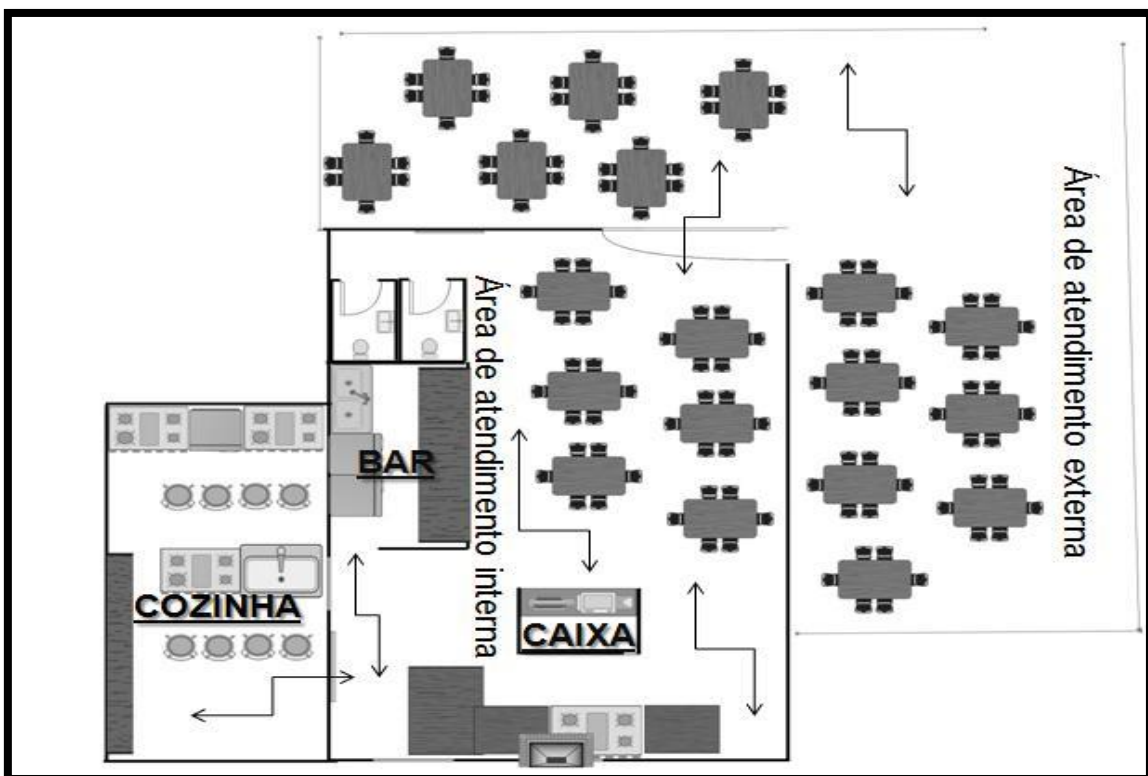 Área de atendimento externa
Área de atendimento interna
BAR
COZINHA
CAIXA